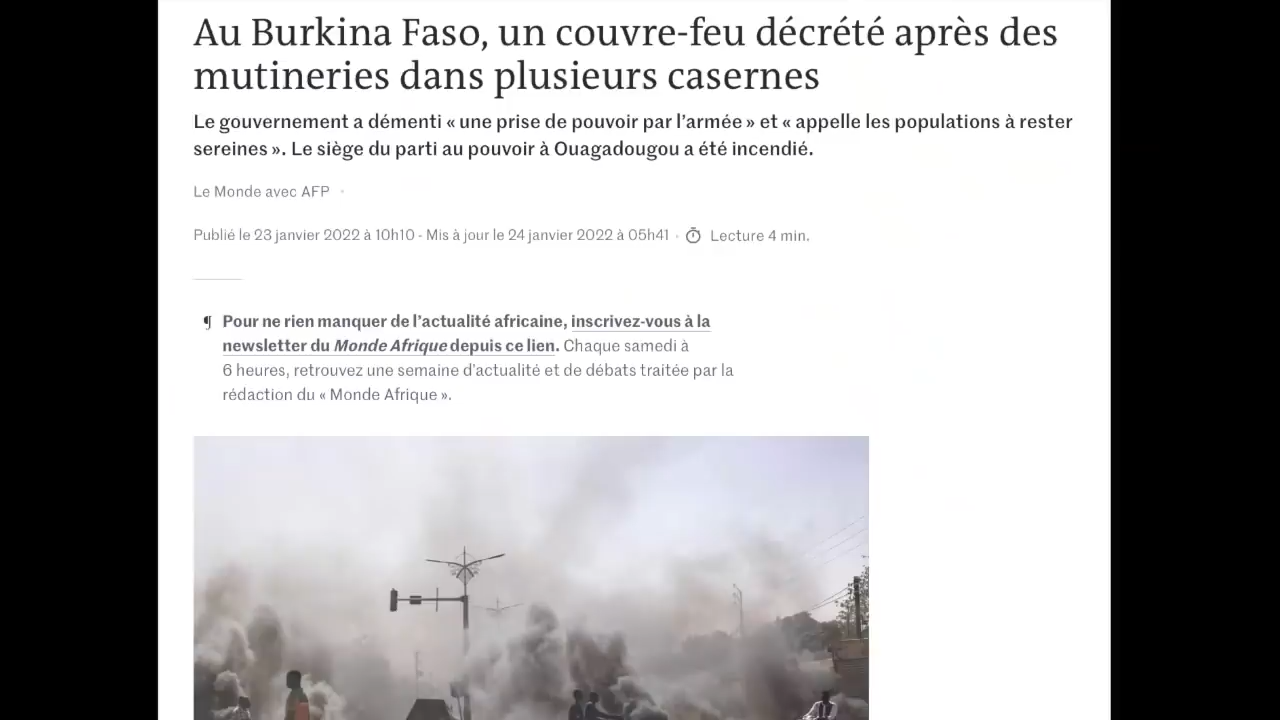 Au Burkina Faso, un couvre-feu décrété après des
mutineries dans plusieurs casernes
Le gouvernement a démenti « une prise de pouvoir par l’armée » et « appelle les populations à rester
sereines ». Le siège du parti au pouvoir à Ouagadougou a été incendié.
Le Monde avec AFP
Publié le 23 janvier 2022 à 10h10 - Mis à jour le 24 janvier 2022 à 05h41 · Lecture 4 min.
¶ Pour ne rien manquer de l’actualité africaine, inscrivez-vous à la
newsletter du Monde Afrique depuis ce lien. Chaque samedi à
6 heures, retrouvez une semaine d’actualité et de débats traitée par la
rédaction du « Monde Afrique ».